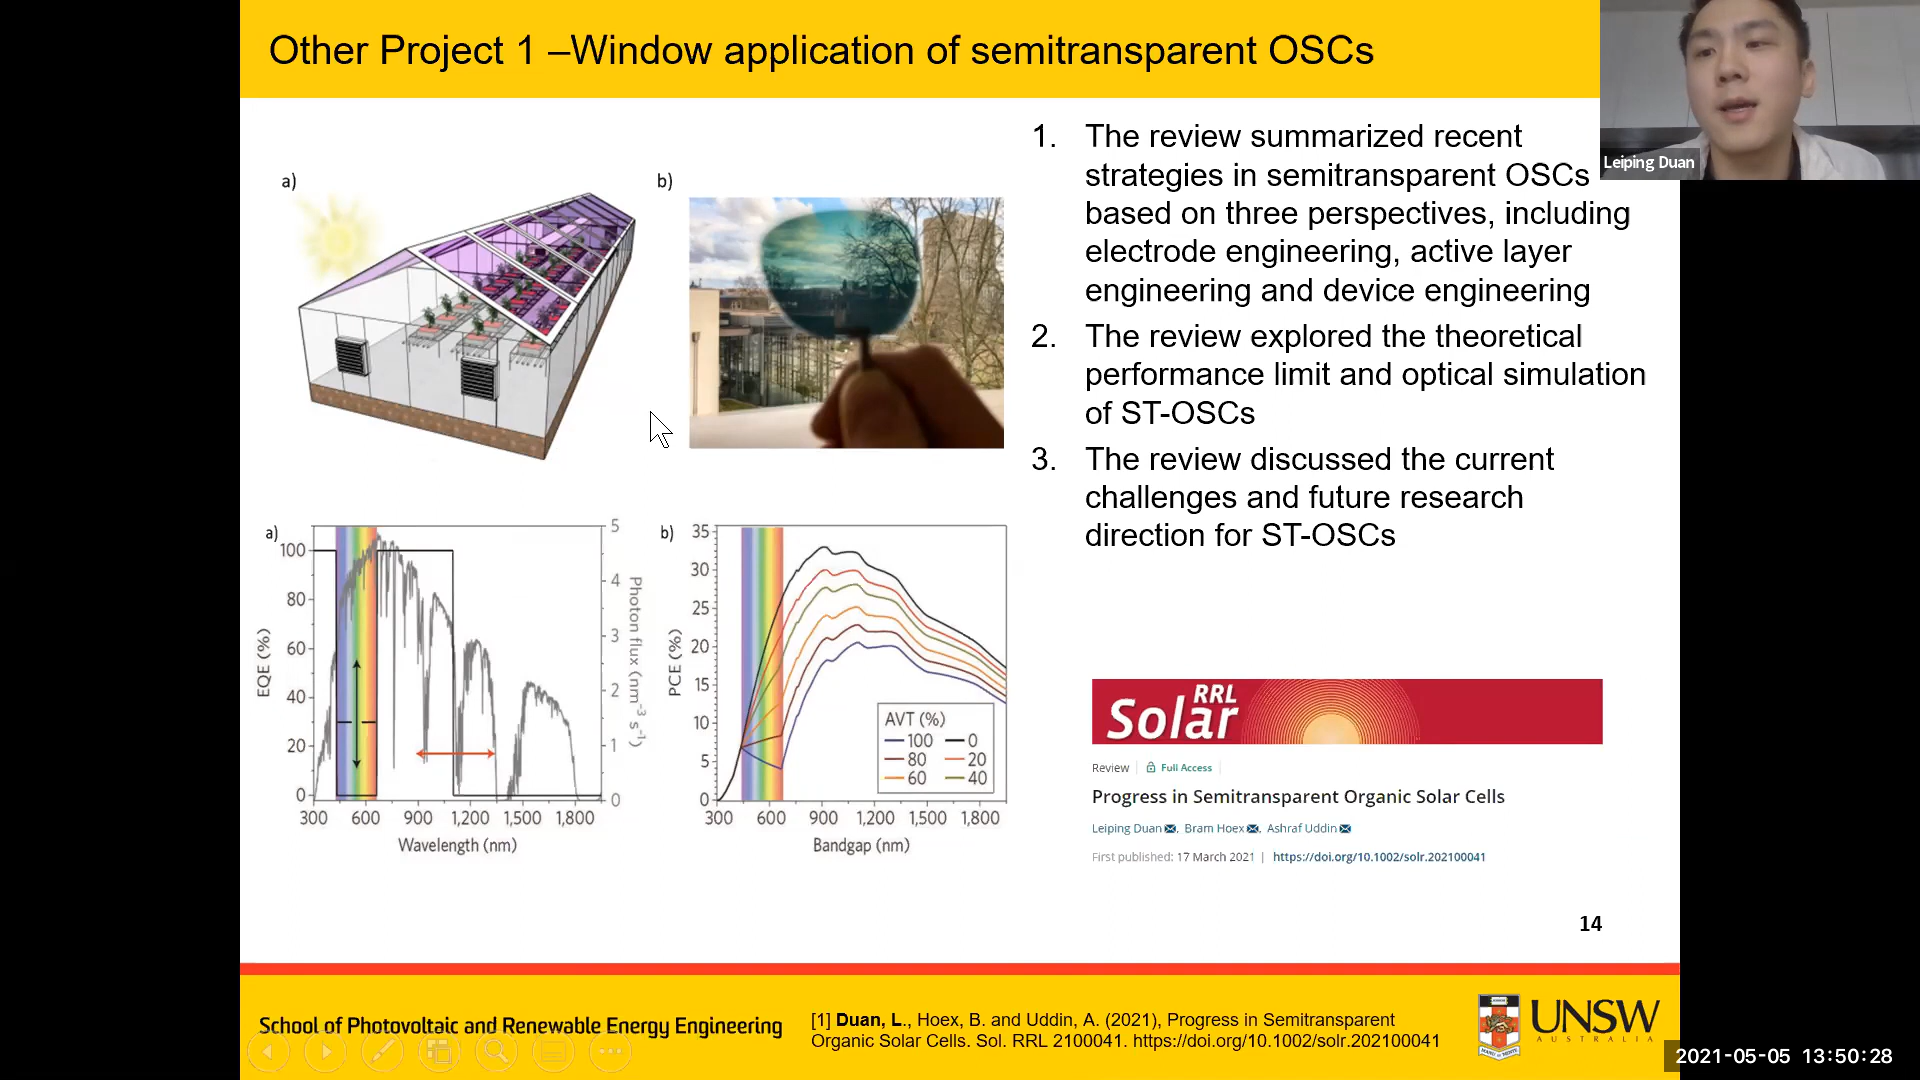 Other Project 1 –Window application of semitransparent OSCs
Leiping Duan
a)
b)
1. The review summarized recent
strategies in semitransparent OSCs
based on three perspectives, including
electrode engineering, active layer
engineering and device engineering
2. The review explored the theoretical
performance limit and optical simulation
of ST-OSCs
3. The review discussed the current
challenges and future research
direction for ST-OSCs
a)
EQE (%)
100
80
60
40
20
0
5
4
3
2
1
0
Photon flux (nm⁻³ s⁻¹)
300 600 900 1,200 1,500 1,800
Wavelength (nm)
b)
PCE (%)
35
30
25
20
15
10
5
0
AVT (%)
100 0
80 20
60 40
300 600 900 1,200 1,500 1,800
Bandgap (nm)
Solar RRL
Review Full Access
Progress in Semitransparent Organic Solar Cells
Leiping Duan, Bram Hoex, Ashraf Uddin
First published: 17 March 2021 | https://doi.org/10.1002/solr.202100041
14
School of Photovoltaic and Renewable Energy Engineering
[1] Duan, L., Hoex, B. and Uddin, A. (2021), Progress in Semitransparent
Organic Solar Cells. Sol. RRL 2100041. https://doi.org/10.1002/solr.202100041
UNSW
AUSTRALIA
2021-05-05 13:50:28